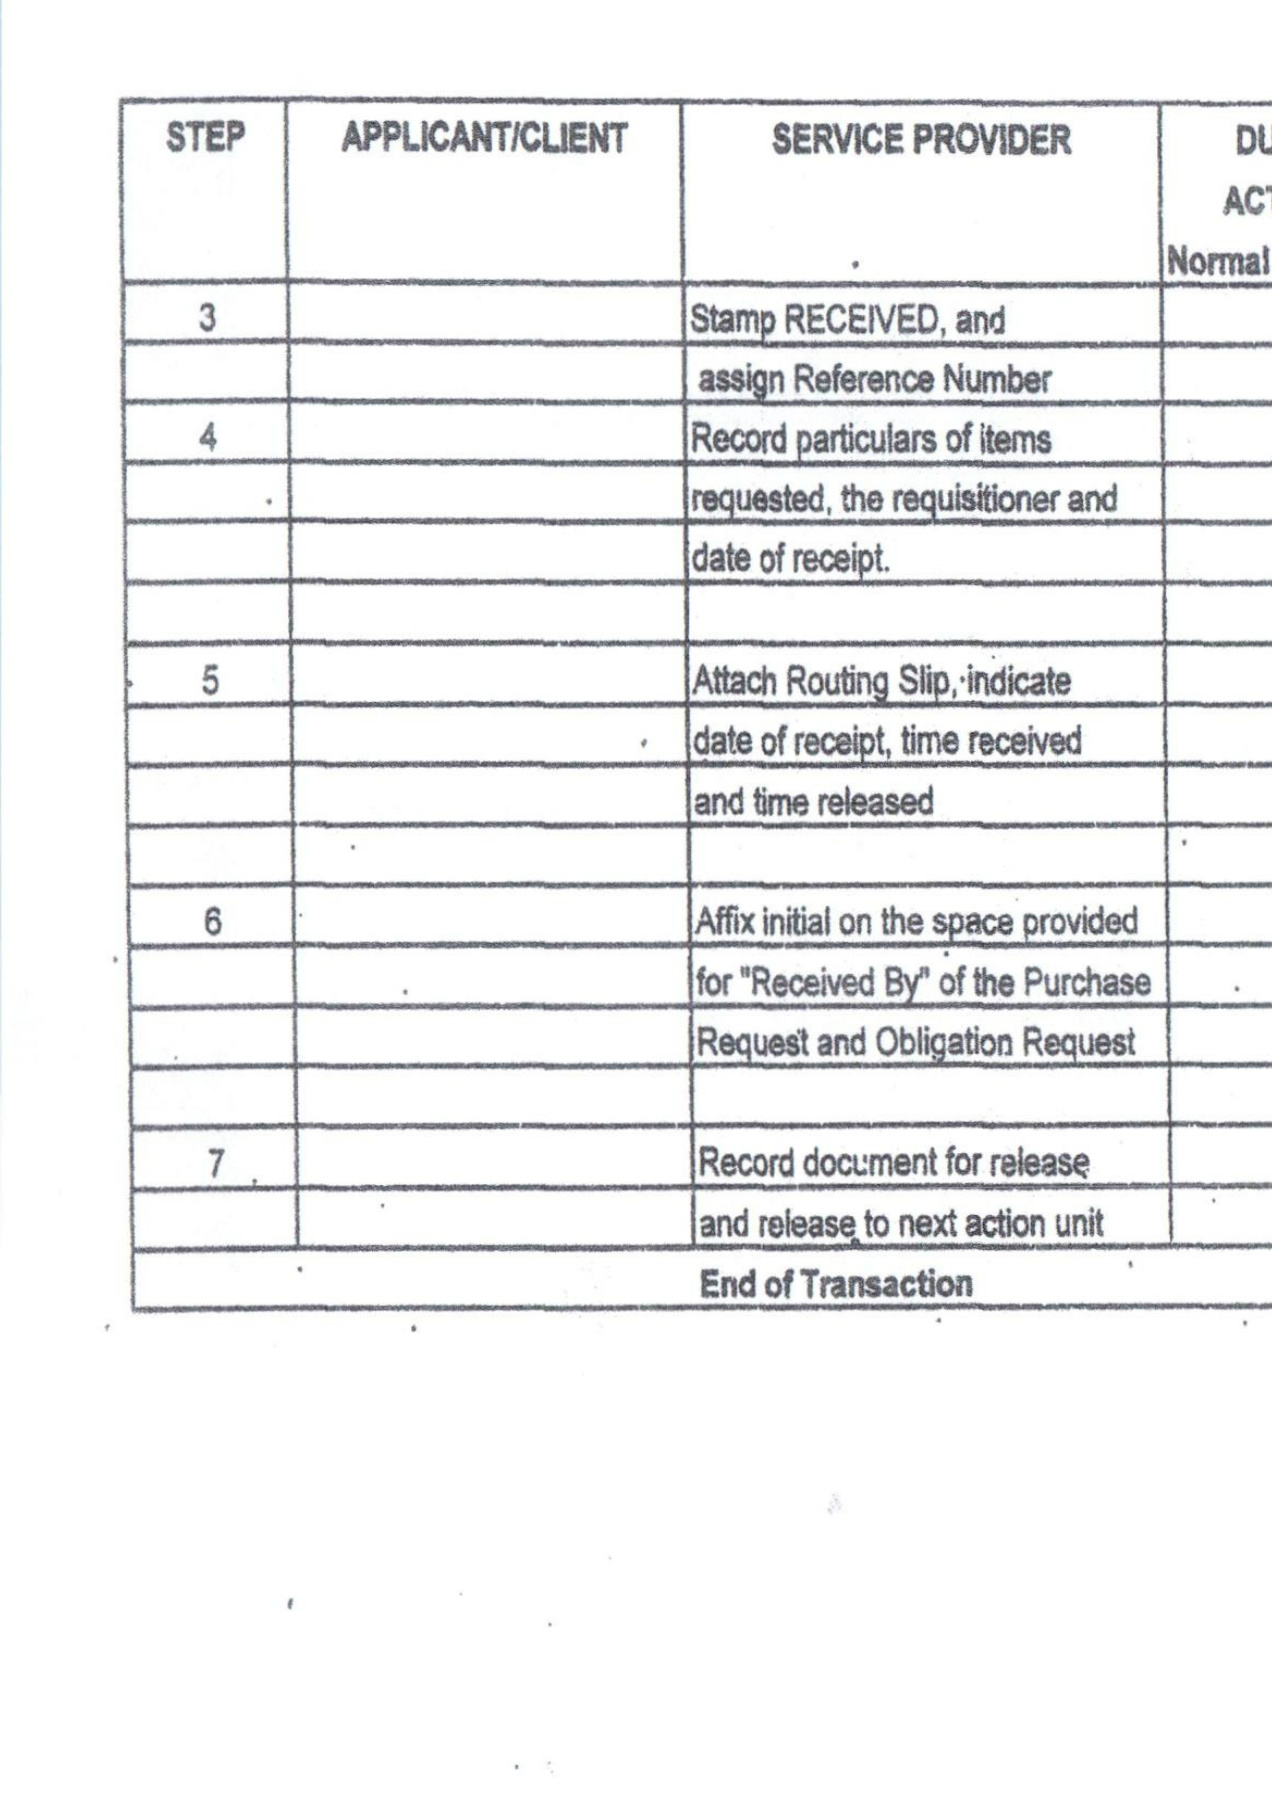 STEP APPLICANT/CLIENT SERVICE PROVIDER DU
ACT
Normal
3 Stamp RECEIVED, and
assign Reference Number
4 Record particulars of items
requested, the requisitioner and
date of receipt.
5 Attach Routing Slip, indicate
date of receipt, time received
and time released
6 Affix initial on the space provided
for "Received By" of the Purchase
Request and Obligation Request
7 Record document for release
and release to next action unit
End of Transaction